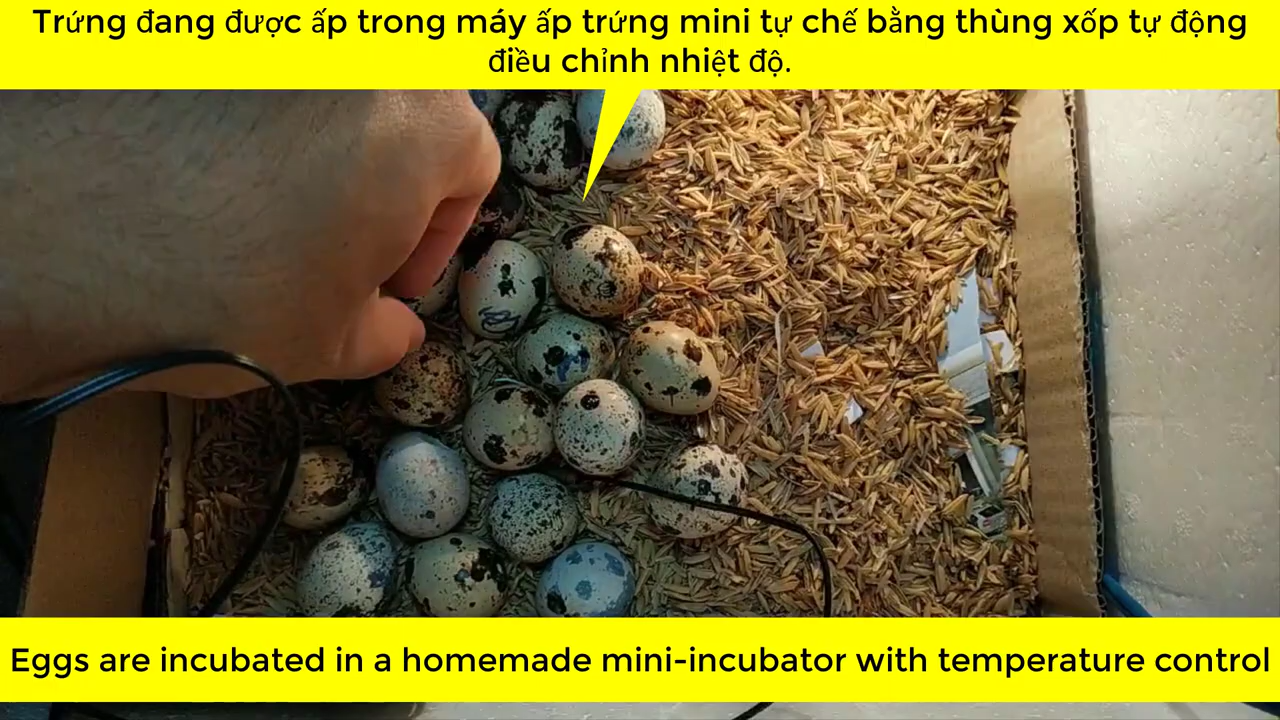 Trứng đang được ấp trong máy ấp trứng mini tự chế bằng thùng xốp tự động
điều chỉnh nhiệt độ.
Eggs are incubated in a homemade mini-incubator with temperature control